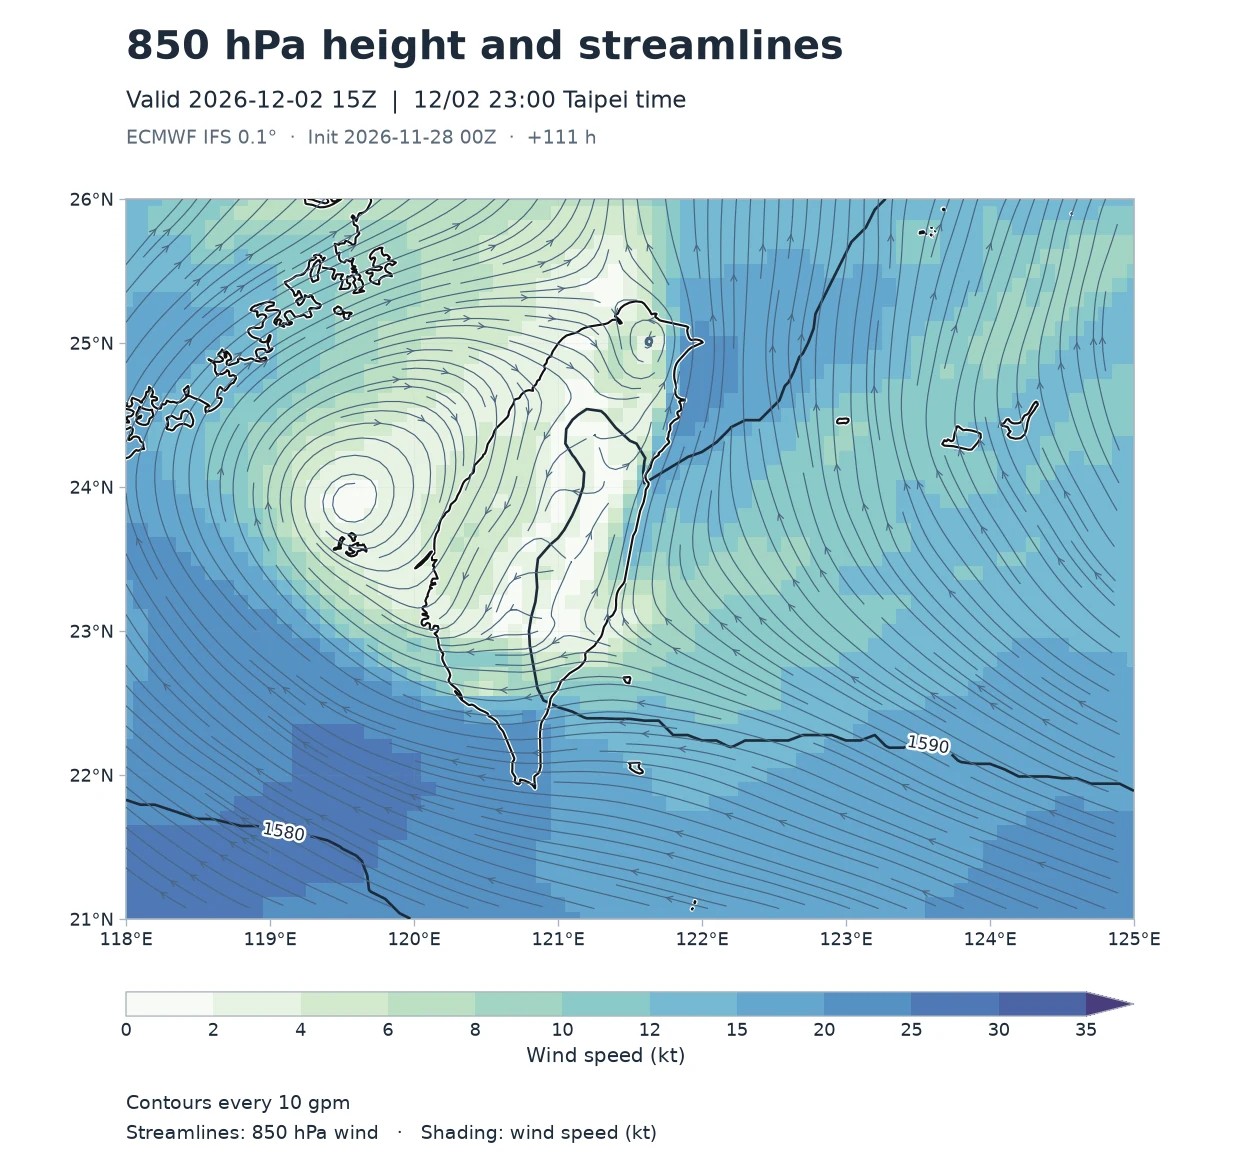 850 hPa height and streamlines
Valid 2026-12-02 15Z | 12/02 23:00 Taipei time
ECMWF IFS 0.1° · Init 2026-11-28 00Z · +111 h
26°N
25°N
24°N
23°N
1590
22°N
1580
21°N
118°E 119°E 120°E 121°E 122°E 123°E 124°E 125°E
0 2 4 6 8 10 12 15 20 25 30 35
Wind speed (kt)
Contours every 10 gpm
Streamlines: 850 hPa wind · Shading: wind speed (kt)